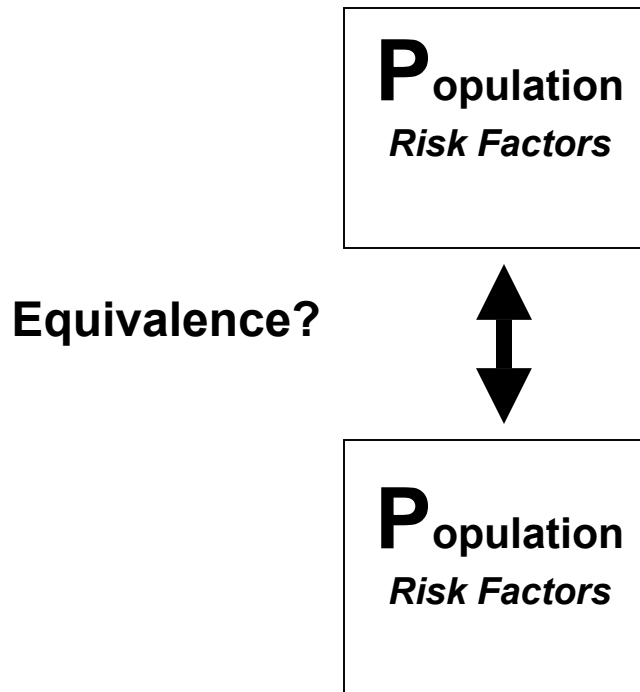 Population
Risk Factors
Equivalence?
Population
Risk Factors